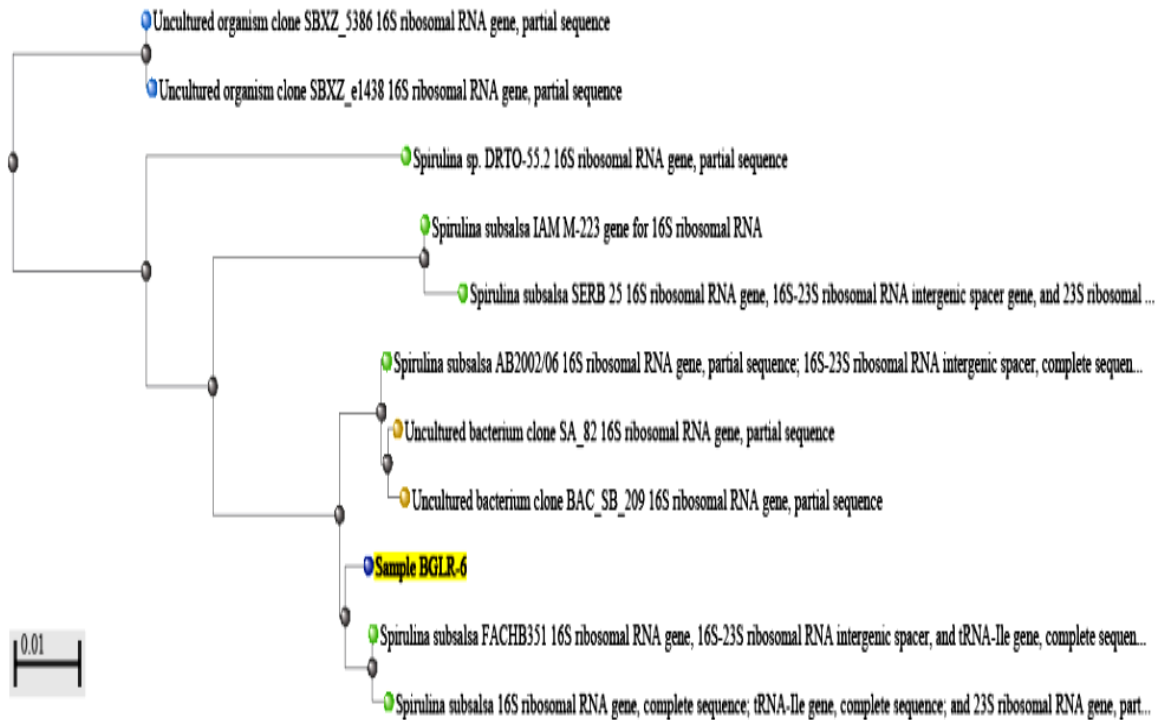 Uncultured organism clone SBXZ_5386 16S ribosomal RNA gene, partial sequence
Uncultured organism clone SBXZ_e1438 16S ribosomal RNA gene, partial sequence
Spirulina sp. DRTO-55.2 16S ribosomal RNA gene, partial sequence
Spirulina subsalsa IAM M-223 gene for 16S ribosomal RNA
Spirulina subsalsa SERB 25 16S ribosomal RNA gene, 16S-23S ribosomal RNA intergenic spacer gene, and 23S ribosomal ...
Spirulina subsalsa AB2002/06 16S ribosomal RNA gene, partial sequence; 16S-23S ribosomal RNA intergenic spacer, complete sequen...
Uncultured bacterium clone SA_82 16S ribosomal RNA gene, partial sequence
Uncultured bacterium clone BAC_SB_209 16S ribosomal RNA gene, partial sequence
Sample BGLR-6
Spirulina subsalsa FACHB351 16S ribosomal RNA gene, 16S-23S ribosomal RNA intergenic spacer, and tRNA-Ile gene, complete sequen...
0.01
Spirulina subsalsa 16S ribosomal RNA gene, complete sequence; tRNA-Ile gene, complete sequence; and 23S ribosomal RNA gene, part...